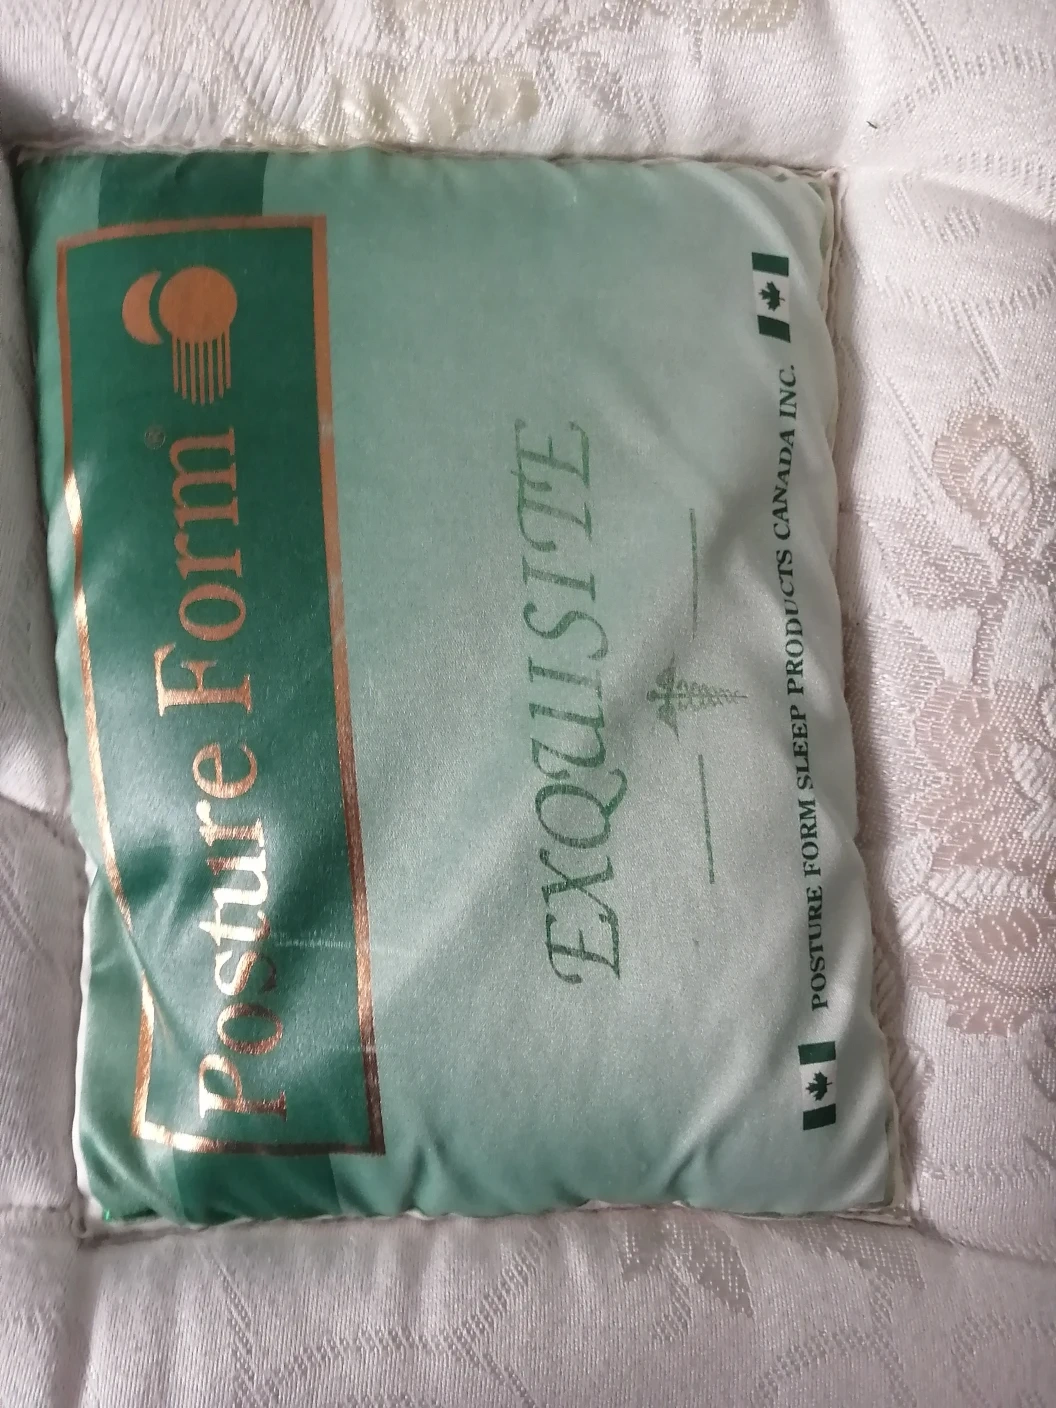 Posture Form®
EXQUISITE
POSTURE FORM SLEEP PRODUCTS CANADA INC.